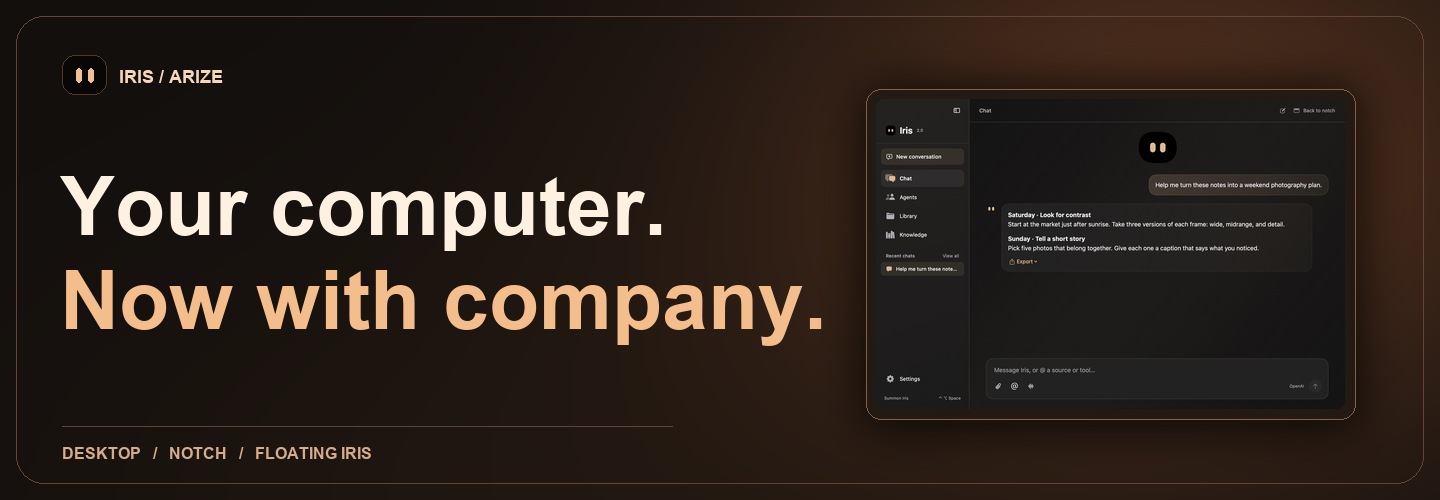 IRIS / ARIZE
Your computer.
Now with company.
DESKTOP / NOTCH / FLOATING IRIS
Iris 2.0
New conversation
Chat
Agents
Library
Knowledge
Recent chats View all
Help me turn these note...
Settings
Summon Iris ⌃⌥ Space
Chat
Back to notch
Help me turn these notes into a weekend photography plan.
Saturday · Look for contrast
Start at the market just after sunrise. Take three versions of each frame: wide, midrange, and detail.
Sunday · Tell a short story
Pick five photos that belong together. Give each one a caption that says what you noticed.
Export
Message Iris, or @ a source or tool...
OpenAI